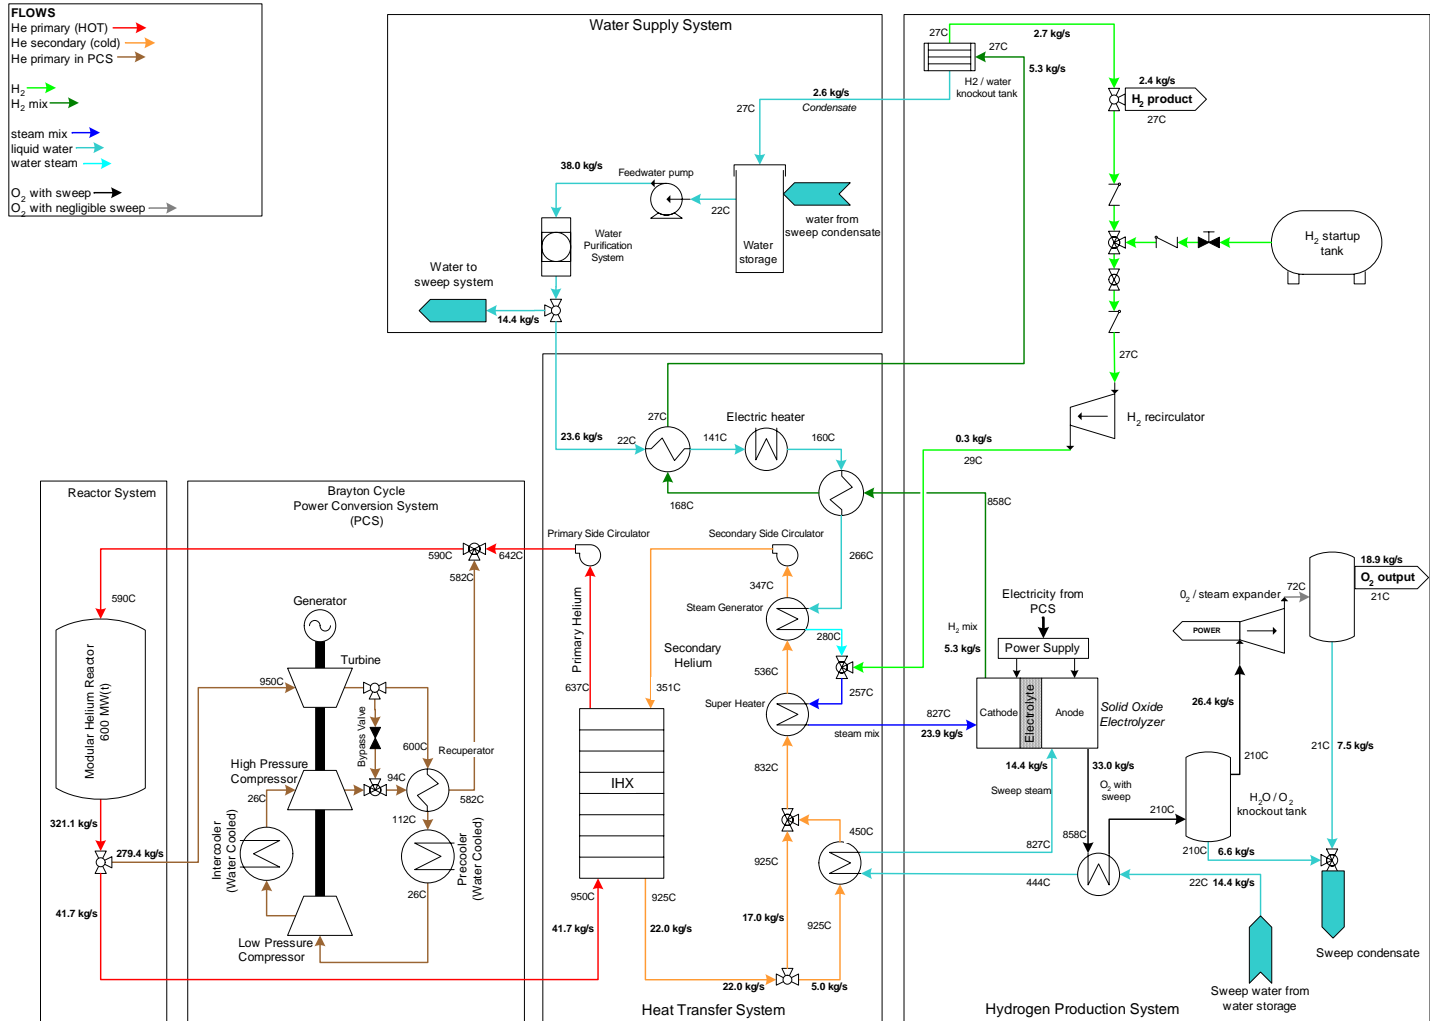 FLOWS
He primary (HOT)
He secondary (cold)
He primary in PCS
H2
H2 mix
steam mix
liquid water
water steam
O2 with sweep
O2 with negligible sweep
Water Supply System
27C
2.6 kg/s
Condensate
38.0 kg/s
Feedwater pump
22C
Water
storage
water from
sweep condensate
Water
Purification
System
Water to
sweep system
14.4 kg/s
27C
2.7 kg/s
27C
5.3 kg/s
H2 / water
knockout tank
2.4 kg/s
H2 product
27C
H2 startup
tank
27C
H2 recirculator
0.3 kg/s
29C
23.6 kg/s
22C
27C
141C
Electric heater
160C
168C
858C
266C
Reactor System
590C
Modular Helium Reactor
600 MW(t)
321.1 kg/s
279.4 kg/s
41.7 kg/s
Brayton Cycle
Power Conversion System
(PCS)
590C
642C
582C
Generator
Turbine
950C
Bypass Valve
600C
Recuperator
High Pressure
Compressor
94C
582C
26C
112C
Intercooler
(Water Cooled)
Precooler
(Water Cooled)
26C
Low Pressure
Compressor
Primary Side Circulator
Primary Helium
637C
Secondary Side Circulator
347C
Steam Generator
280C
Secondary
Helium
536C
351C
257C
Super Heater
827C
steam mix
23.9 kg/s
832C
IHX
950C
925C
41.7 kg/s
22.0 kg/s
925C
450C
17.0 kg/s
925C
22.0 kg/s
5.0 kg/s
Heat Transfer System
Electricity from
PCS
Power Supply
H2 mix
5.3 kg/s
Cathode
Electrolyte
Anode
Solid Oxide
Electrolyzer
14.4 kg/s
33.0 kg/s
Sweep steam
O2 with
sweep
827C
858C
444C
210C
22C
14.4 kg/s
Sweep water from
water storage
H2O / O2
knockout tank
210C
210C
6.6 kg/s
26.4 kg/s
POWER
02 / steam expander
72C
18.9 kg/s
O2 output
21C
21C
7.5 kg/s
Sweep condensate
Hydrogen Production System